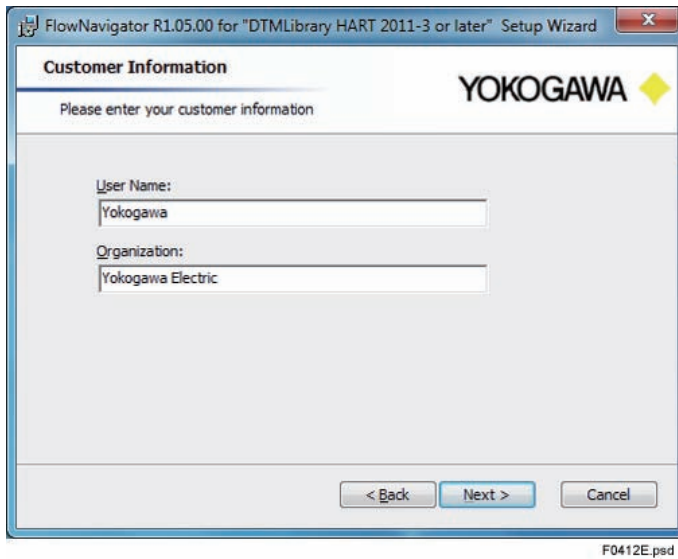 FlowNavigator R1.05.00 for "DTMLibrary HART 2011-3 or later" Setup Wizard
Customer Information
Please enter your customer information
YOKOGAWA
User Name:
Yokogawa
Organization:
Yokogawa Electric
< Back
Next >
Cancel
F0412E.psd